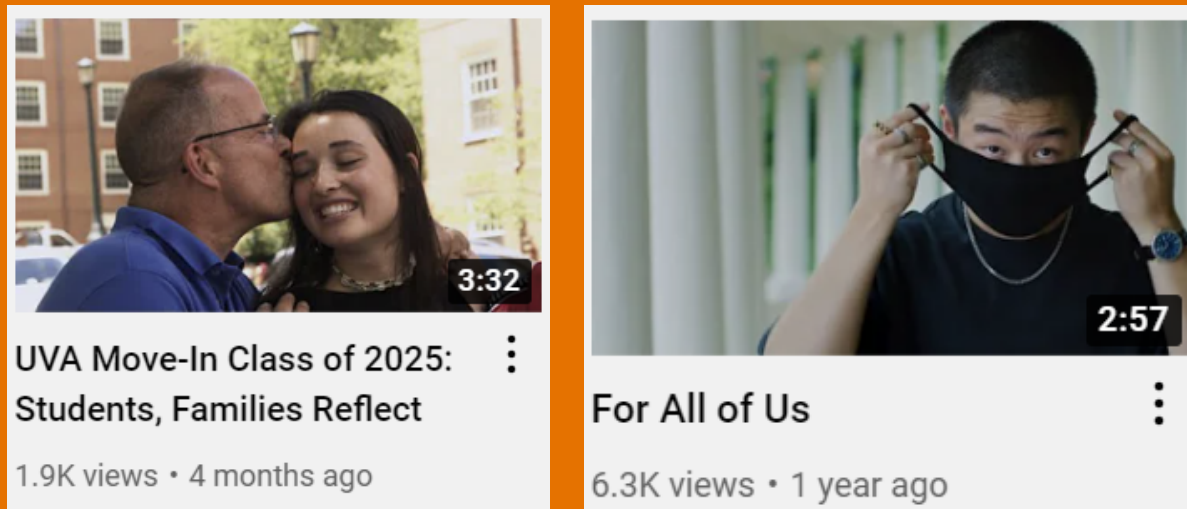 3:32
UVA Move-In Class of 2025:
Students, Families Reflect
1.9K views • 4 months ago
2:57
For All of Us
6.3K views • 1 year ago